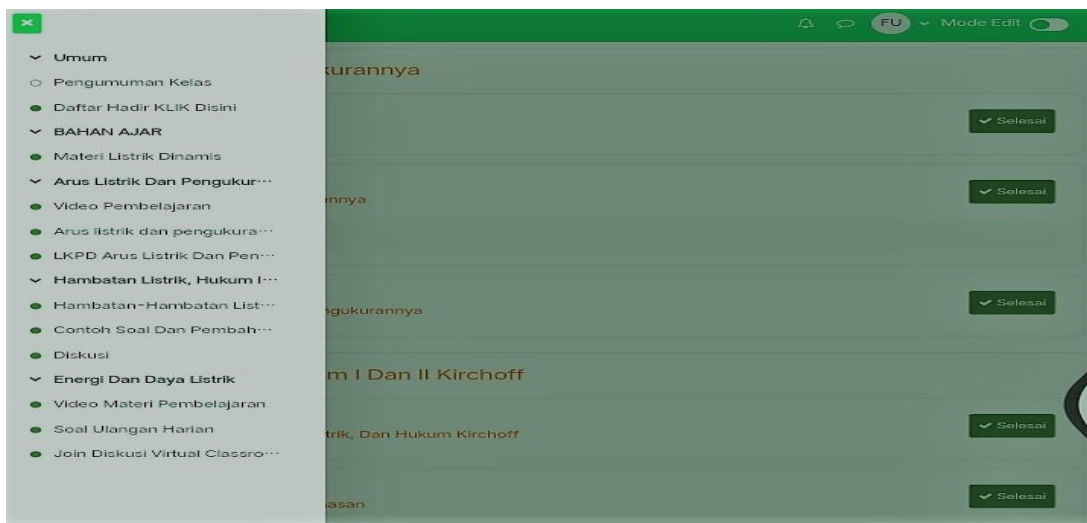 FU Mode Edit
Umum
Pengumuman Kelas
Daftar Hadir KLIK Disini
BAHAN AJAR
Materi Listrik Dinamis
Arus Listrik Dan Pengukur...
Video Pembelajaran
Arus listrik dan pengukura...
LKPD Arus Listrik Dan Pen...
Hambatan Listrik, Hukum I...
Hambatan-Hambatan List...
Contoh Soal Dan Pembah...
Diskusi
Energi Dan Daya Listrik
Video Materi Pembelajaran
Soal Ulangan Harian
Join Diskusi Virtual Classro...
kurannya
Selesai
annya
Selesai
ngukurannya
Selesai
m I Dan II Kirchoff
trik, Dan Hukum Kirchoff
Selesai
asan
Selesai